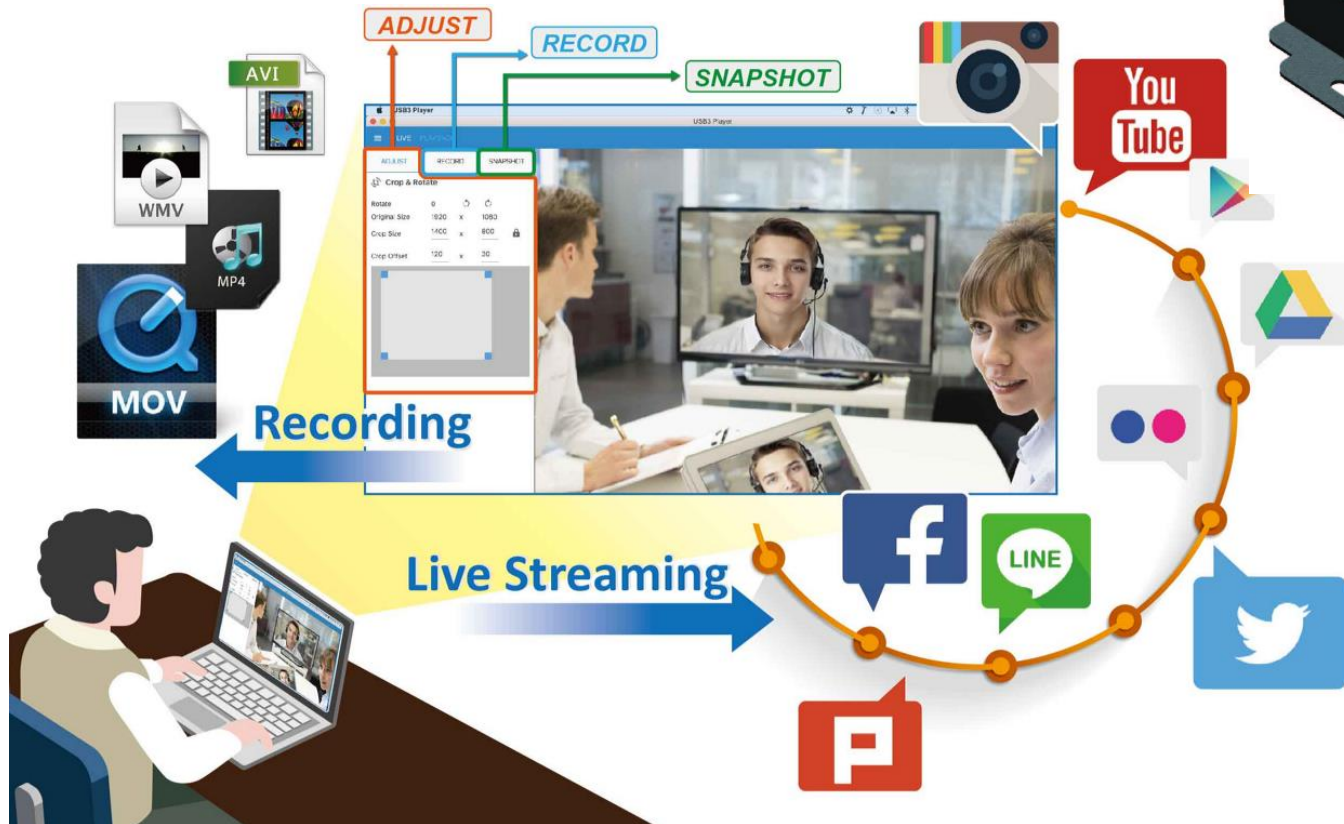 ADJUST
RECORD
SNAPSHOT
AVI
WMV
MP4
MOV
USB3 Player
USB3 Player
LIVE
ADJUST RECORD SNAPSHOT
Crop & Rotate
Rotate 0
Original Size 1920 x 1080
Crop Size 1400 x 800
Crop Offset 120 x 30
Recording
Live Streaming
You
Tube
LINE